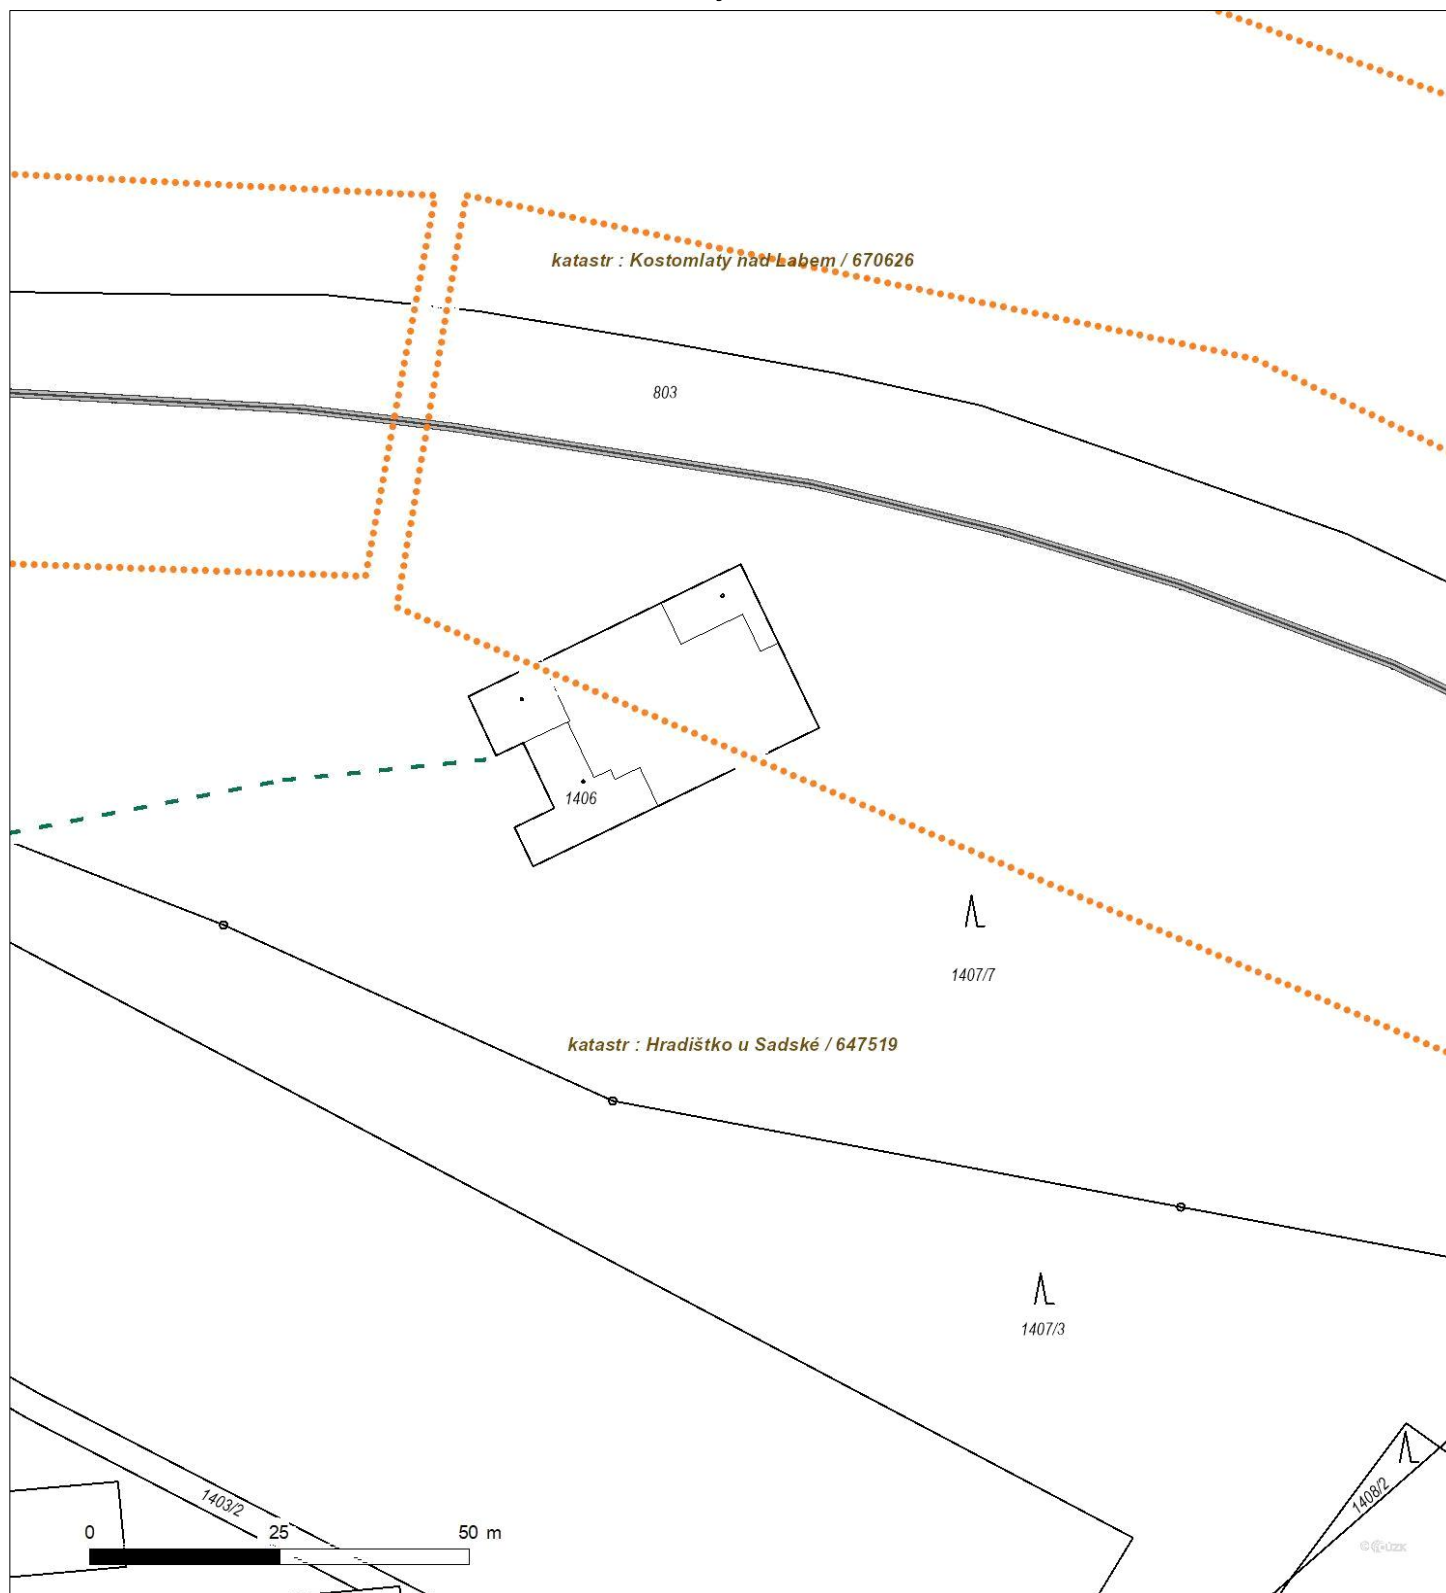 katastr : Kostomlaty nad Labem / 670626
803
1406
1407/7
katastr : Hradištko u Sadské / 647519
1407/3
1408/2
1403/2
0 25 50 m
© ČÚZK